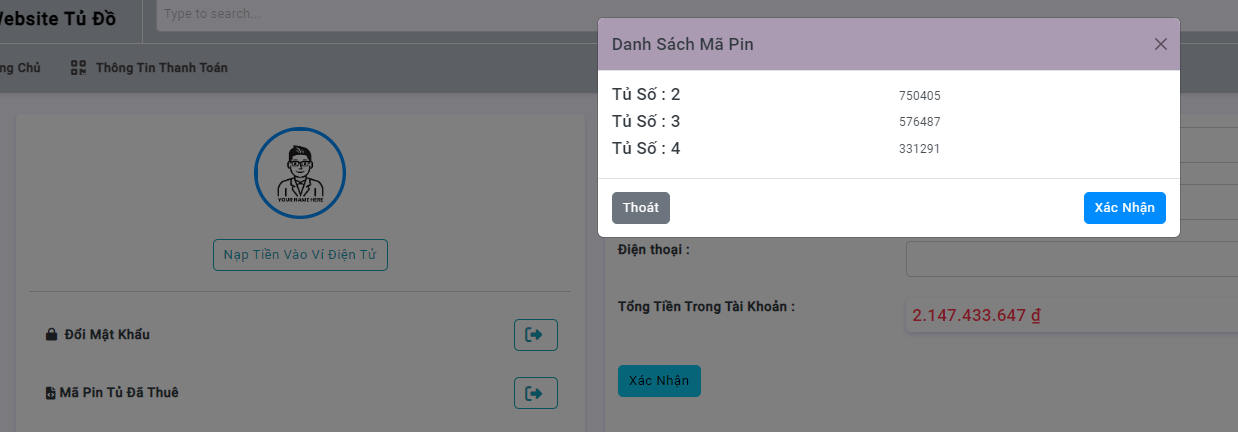 Website Tủ Đồ
Type to search...
ng Chủ
Thông Tin Thanh Toán
Danh Sách Mã Pin
Tủ Số : 2 750405
Tủ Số : 3 576487
Tủ Số : 4 331291
Thoát
Xác Nhận
YOUR NAME HERE
Nạp Tiền Vào Ví Điện Tử
Đổi Mật Khẩu
Mã Pin Tủ Đã Thuê
Điện thoại :
Tổng Tiền Trong Tài Khoản : 2.147.433.647 ₫
Xác Nhận